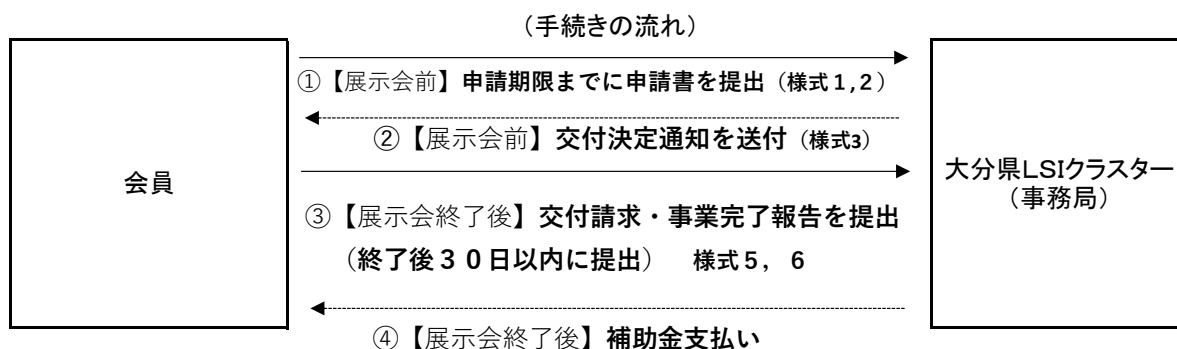 (手続きの流れ)
①【展示会前】申請期限までに申請書を提出(様式1,2)
②【展示会前】交付決定通知を送付(様式3)
会員
大分県LSIクラスター
(事務局)
③【展示会終了後】交付請求・事業完了報告を提出
(終了後30日以内に提出) 様式5,6
④【展示会終了後】補助金支払い